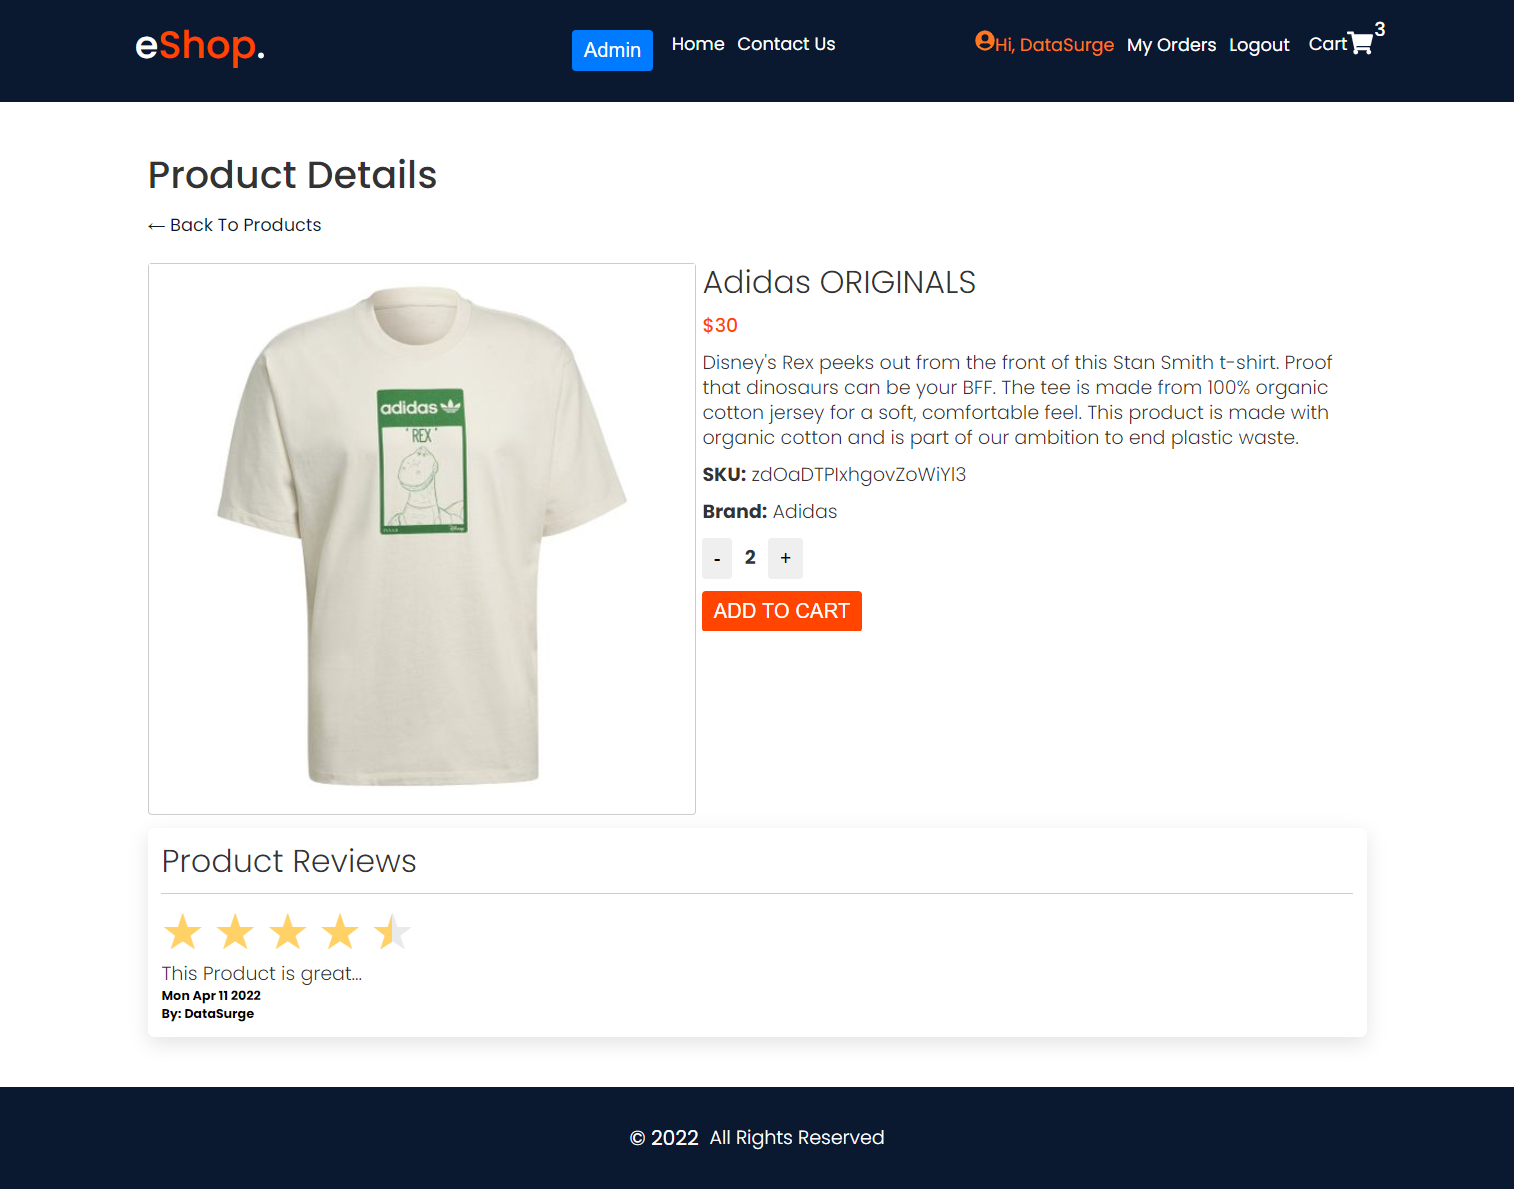 eShop.
Admin Home Contact Us
Hi, DataSurge My Orders Logout Cart 3
Product Details
← Back To Products
adidas
"REX"
PIXAR
Disney
Adidas ORIGINALS
$30
Disney's Rex peeks out from the front of this Stan Smith t-shirt. Proof
that dinosaurs can be your BFF. The tee is made from 100% organic
cotton jersey for a soft, comfortable feel. This product is made with
organic cotton and is part of our ambition to end plastic waste.
SKU: zdOaDTPIxhgovZoWiYl3
Brand: Adidas
- 2 +
ADD TO CART
Product Reviews
This Product is great...
Mon Apr 11 2022
By: DataSurge
© 2022 All Rights Reserved